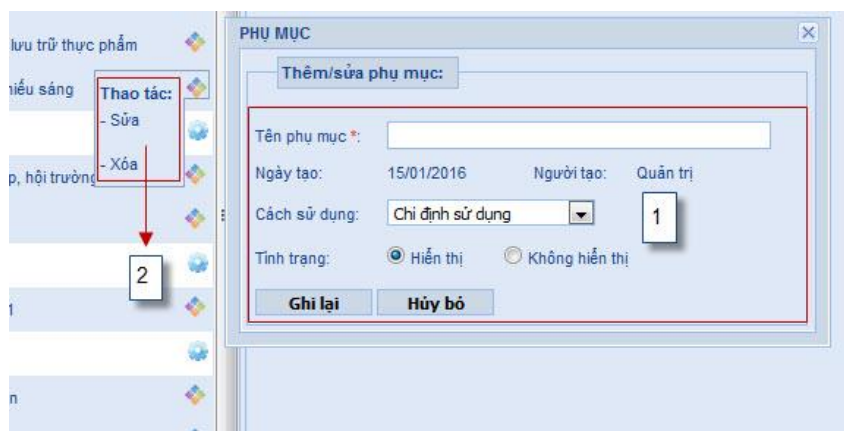 lưu trữ thực phẩm
hiếu sáng
Thao tác:
- Sửa
- Xóa
p, hội trường
2
1
n
PHỤ MỤC
Thêm/sửa phụ mục:
Tên phụ mục *:
Ngày tạo: 15/01/2016 Người tạo: Quản trị
Cách sử dụng: Chỉ định sử dụng
1
Tình trạng: Hiển thị Không hiển thị
Ghi lại Hủy bỏ